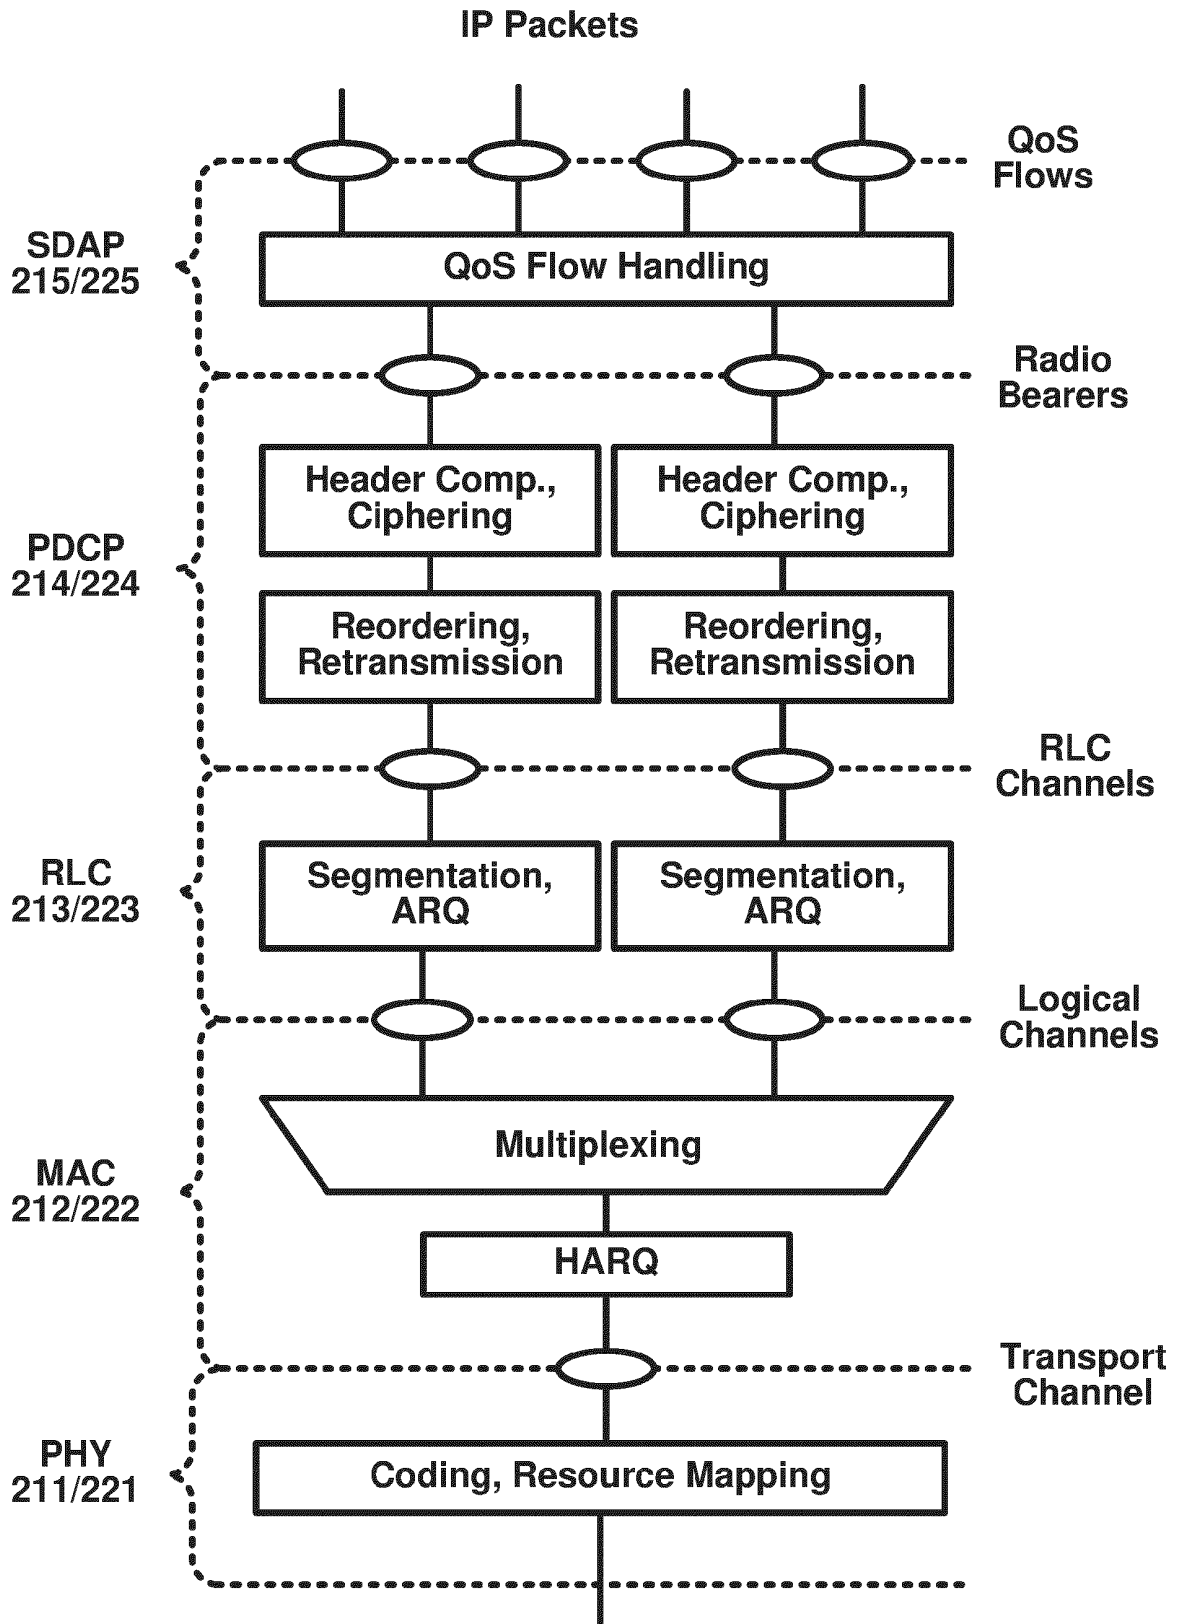 IP Packets
QoS
Flows
SDAP
215/225
QoS Flow Handling
Radio
Bearers
Header Comp.,
Ciphering
Header Comp.,
Ciphering
PDCP
214/224
Reordering,
Retransmission
Reordering,
Retransmission
RLC
Channels
RLC
213/223
Segmentation,
ARQ
Segmentation,
ARQ
Logical
Channels
Multiplexing
MAC
212/222
HARQ
Transport
Channel
PHY
211/221
Coding, Resource Mapping